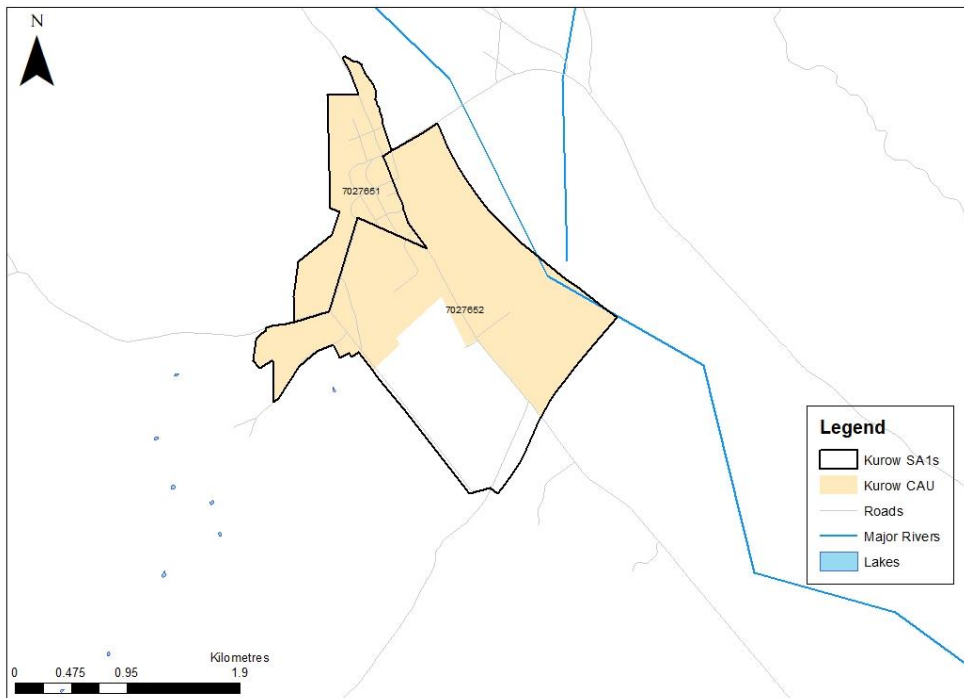 N
7027651
7027652
Legend
Kurow SA1s
Kurow CAU
Roads
Major Rivers
Lakes
Kilometres
0 0.475 0.95 1.9